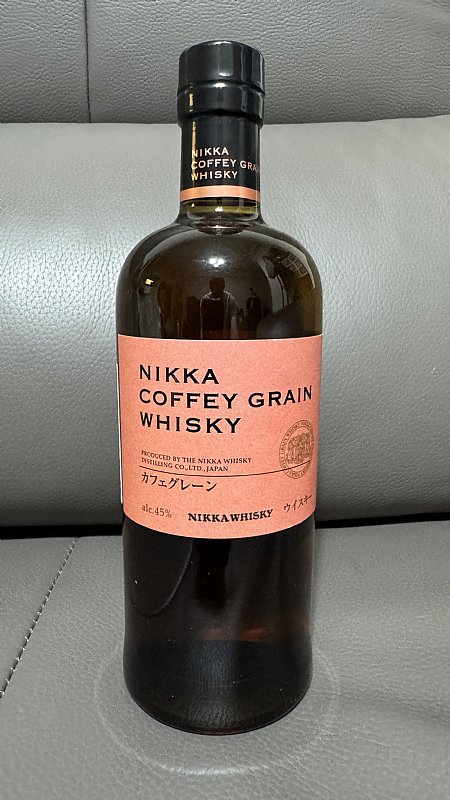 NIKKA
COFFEY GRAIN
WHISKY
NIKKA
COFFEY GRAIN
WHISKY
PRODUCED BY THE NIKKA WHISKY
DISTILLING CO.,LTD.,JAPAN
カフェグレーン
alc.45%
NIKKA WHISKY
ウイスキー